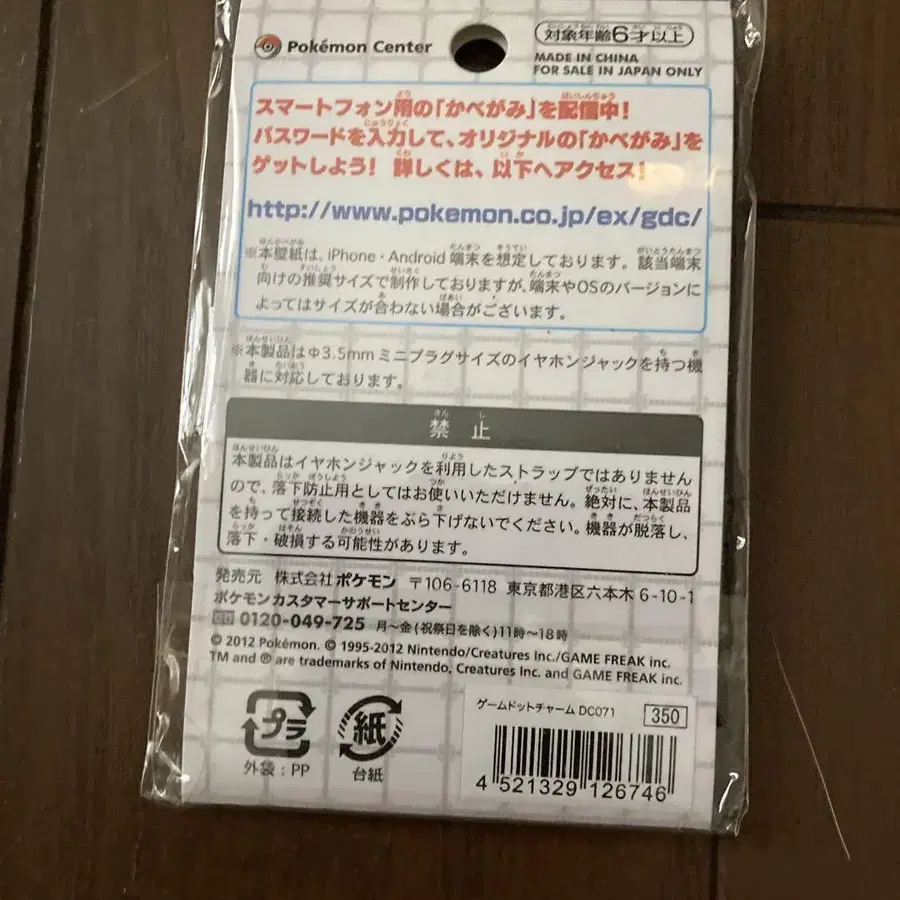 Pokémon Center
対象年齢6才以上
MADE IN CHINA
FOR SALE IN JAPAN ONLY
スマートフォン用の「かべがみ」を配信中!
パスワードを入力して、オリジナルの「かべがみ」を
ゲットしよう! 詳しくは、以下へアクセス!
http://www.pokemon.co.jp/ex/gdc/
※本壁紙は、iPhone・Android 端末を想定しております。該当端末
向けの推奨サイズで制作しておりますが、端末やOSのバージョンに
よってはサイズが合わない場合がございます。
※本製品はΦ3.5mmミニプラグサイズのイヤホンジャックを持つ機
器に対応しております。
禁止
本製品はイヤホンジャックを利用したストラップではありません
ので、落下防止用としてはお使いいただけません。絶対に、本製品
を持って接続した機器をぶら下げないでください。機器が脱落し、
落下・破損する可能性があります。
発売元 株式会社ポケモン 〒106-6118 東京都港区六本木 6-10-1
ポケモンカスタマーサポートセンター
0120-049-725 月〜金(祝祭日を除く)11時〜18時
© 2012 Pokémon. © 1995-2012 Nintendo/Creatures Inc./GAME FREAK inc.
TM and ® are trademarks of Nintendo, Creatures Inc. and GAME FREAK inc.
プラ
外袋:PP
紙
台紙
ゲームドットチャーム DC071 350
4 521329 126746